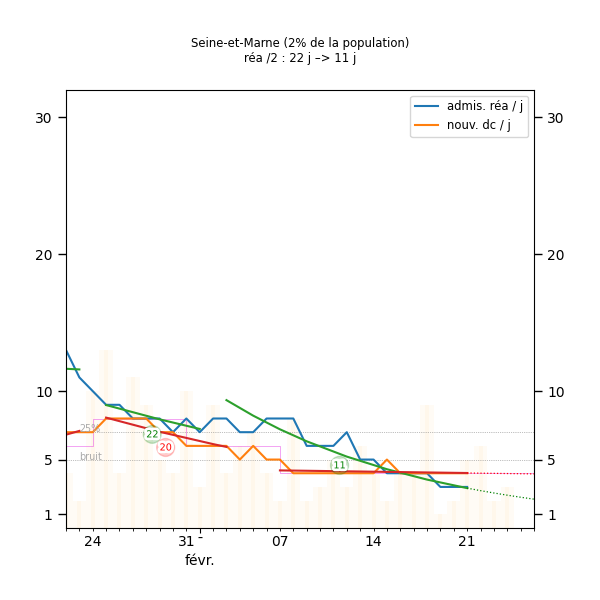 Seine-et-Marne (2% de la population)
réa /2 : 22 j –> 11 j
admis. réa / j
nouv. dc / j
30 30
20 20
10 10
25%
22
20
11
bruit
5 5
1 1
24 31 - 07 14 21
févr.